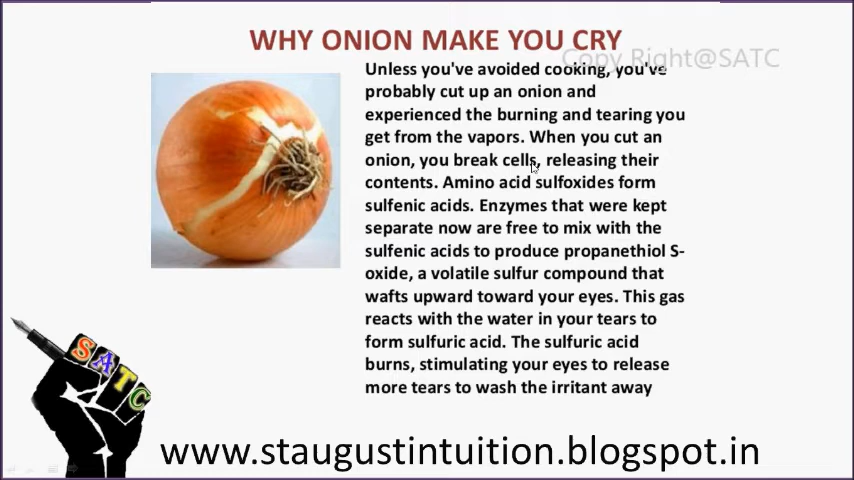 WHY ONION MAKE YOU CRY
Copy Right@SATC
Unless you've avoided cooking, you've
probably cut up an onion and
experienced the burning and tearing you
get from the vapors. When you cut an
onion, you break cells, releasing their
contents. Amino acid sulfoxides form
sulfenic acids. Enzymes that were kept
separate now are free to mix with the
sulfenic acids to produce propanethiol S-
oxide, a volatile sulfur compound that
wafts upward toward your eyes. This gas
reacts with the water in your tears to
form sulfuric acid. The sulfuric acid
burns, stimulating your eyes to release
more tears to wash the irritant away
SATC
www.staugustintuition.blogspot.in